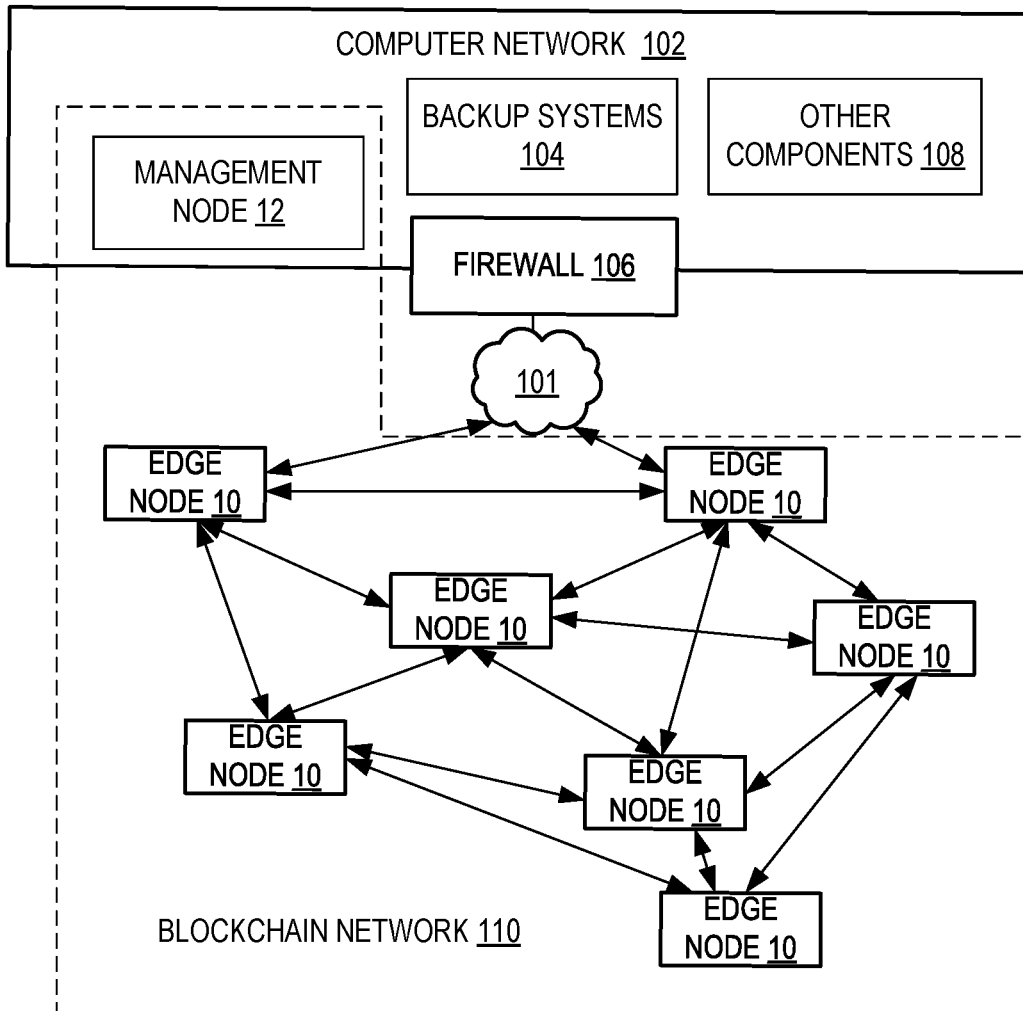 COMPUTER NETWORK 102
BACKUP SYSTEMS
104
OTHER
COMPONENTS 108
MANAGEMENT
NODE 12
FIREWALL 106
101
EDGE
NODE 10
EDGE
NODE 10
EDGE
NODE 10
EDGE
NODE 10
EDGE
NODE 10
EDGE
NODE 10
EDGE
NODE 10
BLOCKCHAIN NETWORK 110